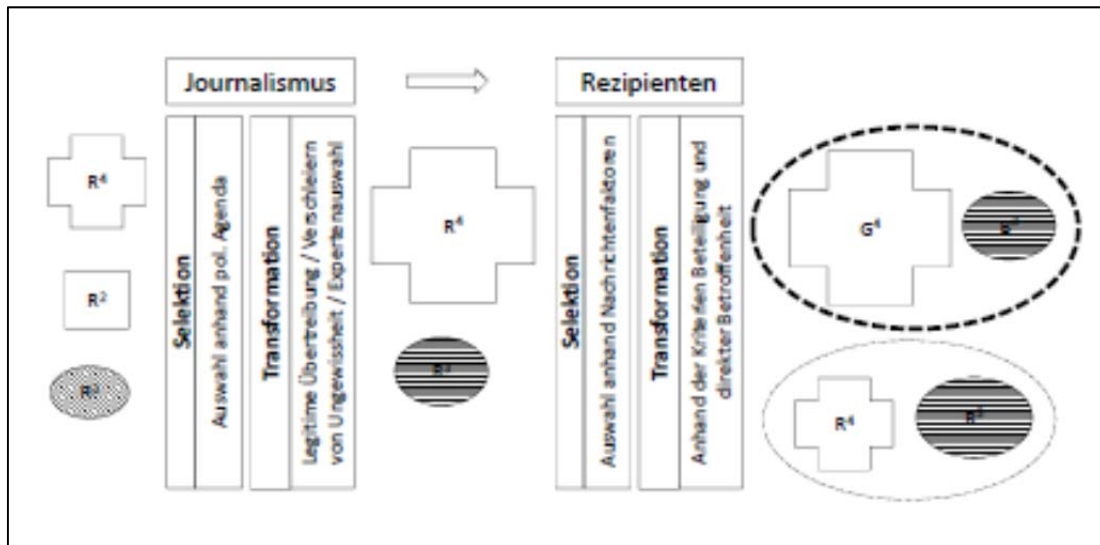 Journalismus
Rezipienten
R⁴
R²
Selektion
Auswahl anhand pol. Agenda
Transformation
Legitime Übertreibung / Verschleiern
von Ungewissheit / Expertenauswahl
R⁴
Selektion
Auswahl anhand Nachrichtenfaktoren
Transformation
Anhand der Kriterien Beteiligung und
direkter Betroffenheit
G⁴
R⁴